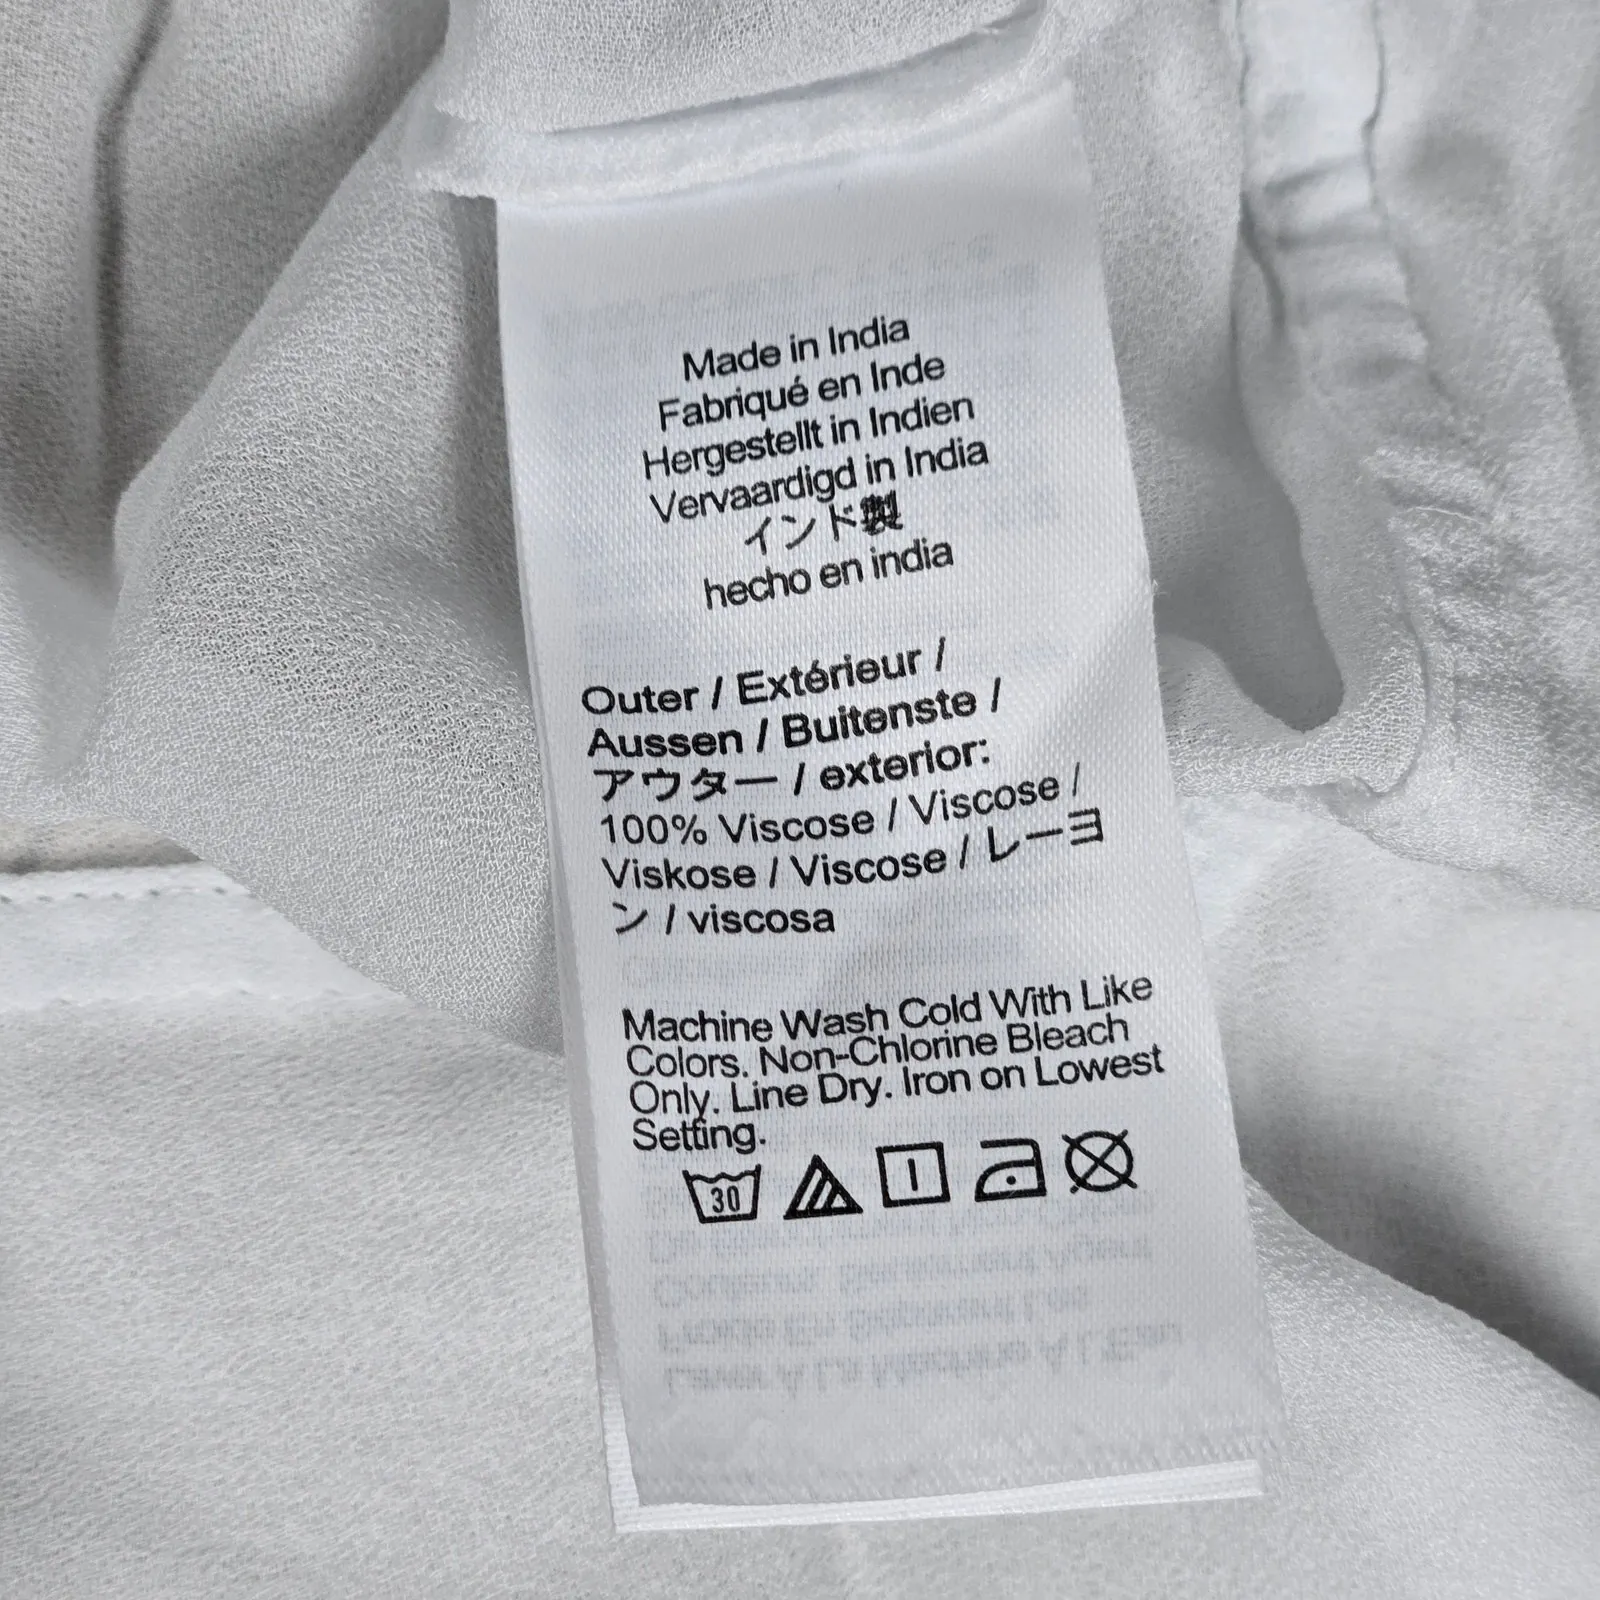 Made in India
Fabriqué en Inde
Hergestellt in Indien
Vervaardigd in India
インド製
hecho en india
Outer / Extérieur /
Aussen / Buitenste /
アウター / exterior:
100% Viscose / Viscose /
Viskose / Viscose / レーヨ
ン / viscosa
Machine Wash Cold With Like
Colors. Non-Chlorine Bleach
Only. Line Dry. Iron on Lowest
Setting.
30